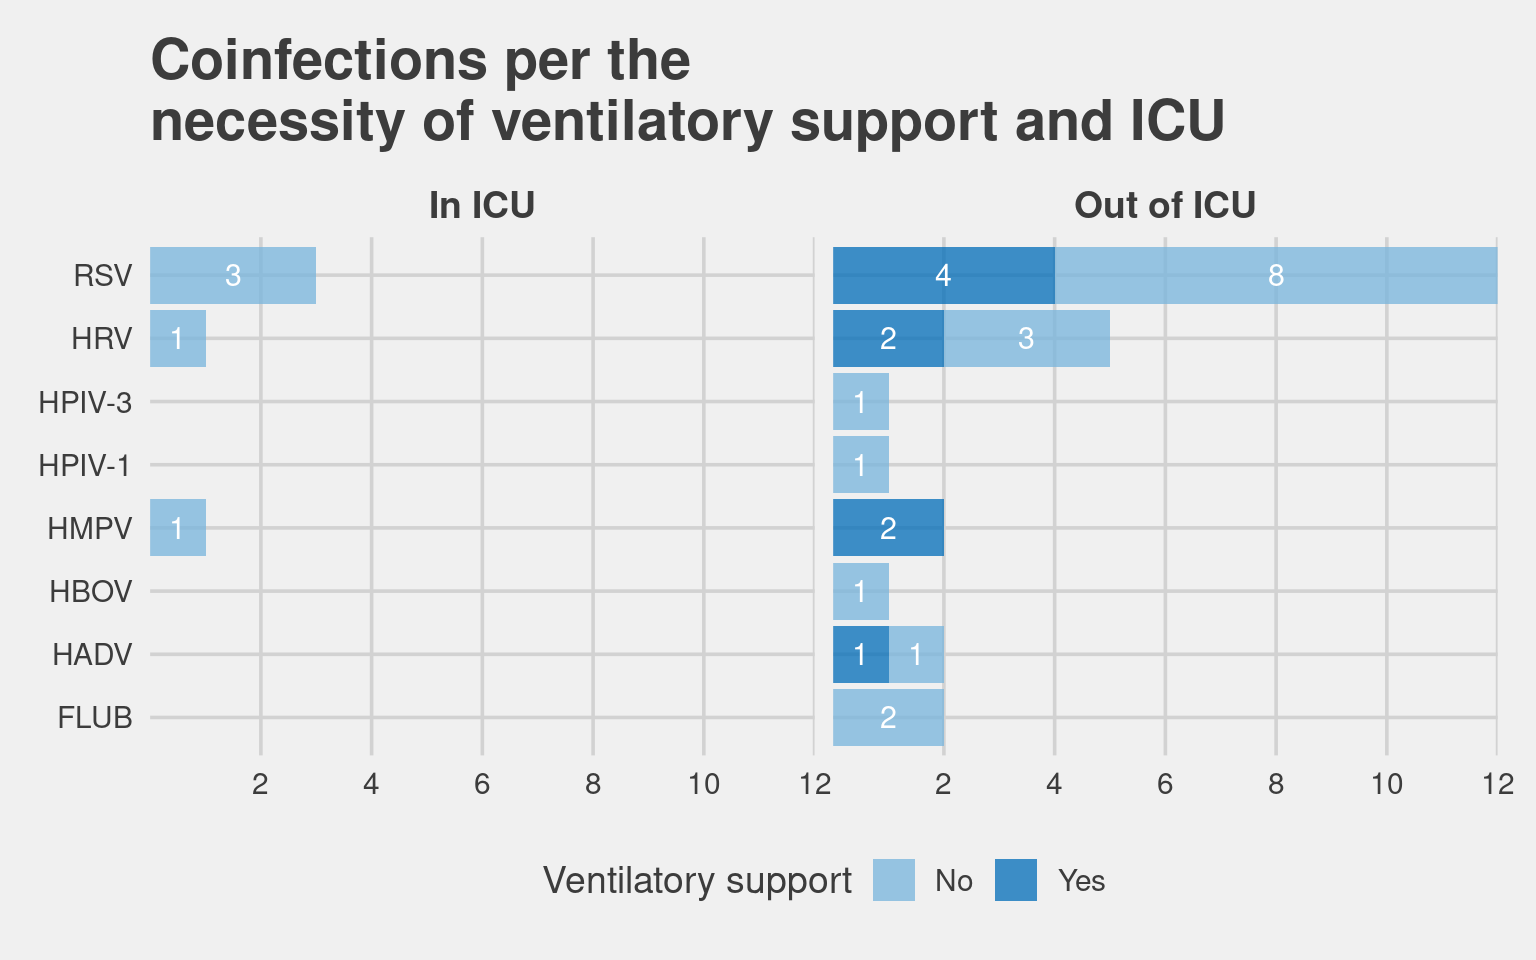 Coinfections per the
necessity of ventilatory support and ICU
In ICU
Out of ICU
RSV 3 4 8
HRV 1 2 3
HPIV-3 1
HPIV-1 1
HMPV 1 2
HBOV 1
HADV 1 1
FLUB 2
2 4 6 8 10 12 2 4 6 8 10 12
Ventilatory support No Yes